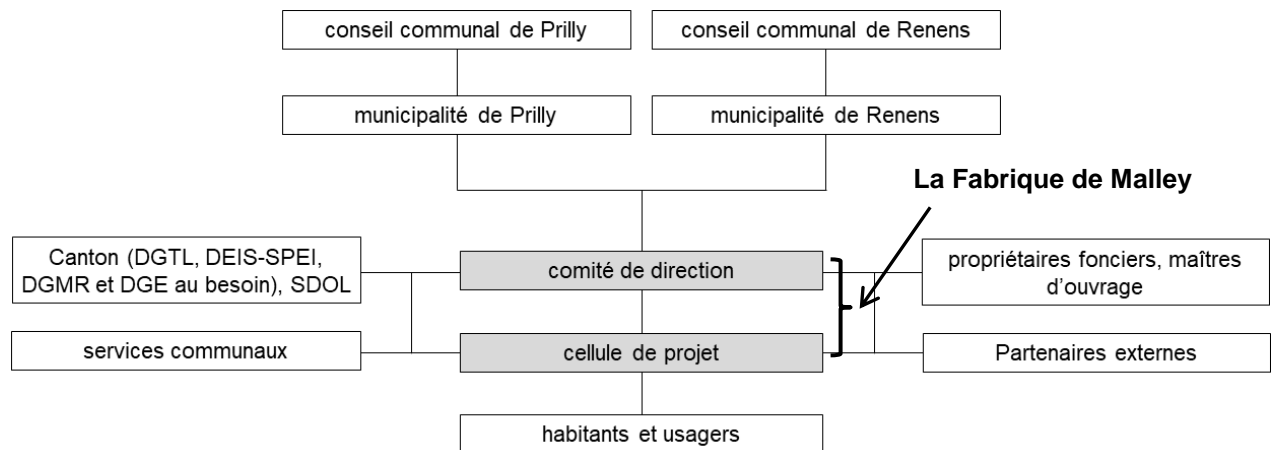 conseil communal de Prilly
conseil communal de Renens
municipalité de Prilly
municipalité de Renens
La Fabrique de Malley
Canton (DGTL, DEIS-SPEI,
DGMR et DGE au besoin), SDOL
comité de direction
propriétaires fonciers, maîtres
d’ouvrage
services communaux
cellule de projet
Partenaires externes
habitants et usagers